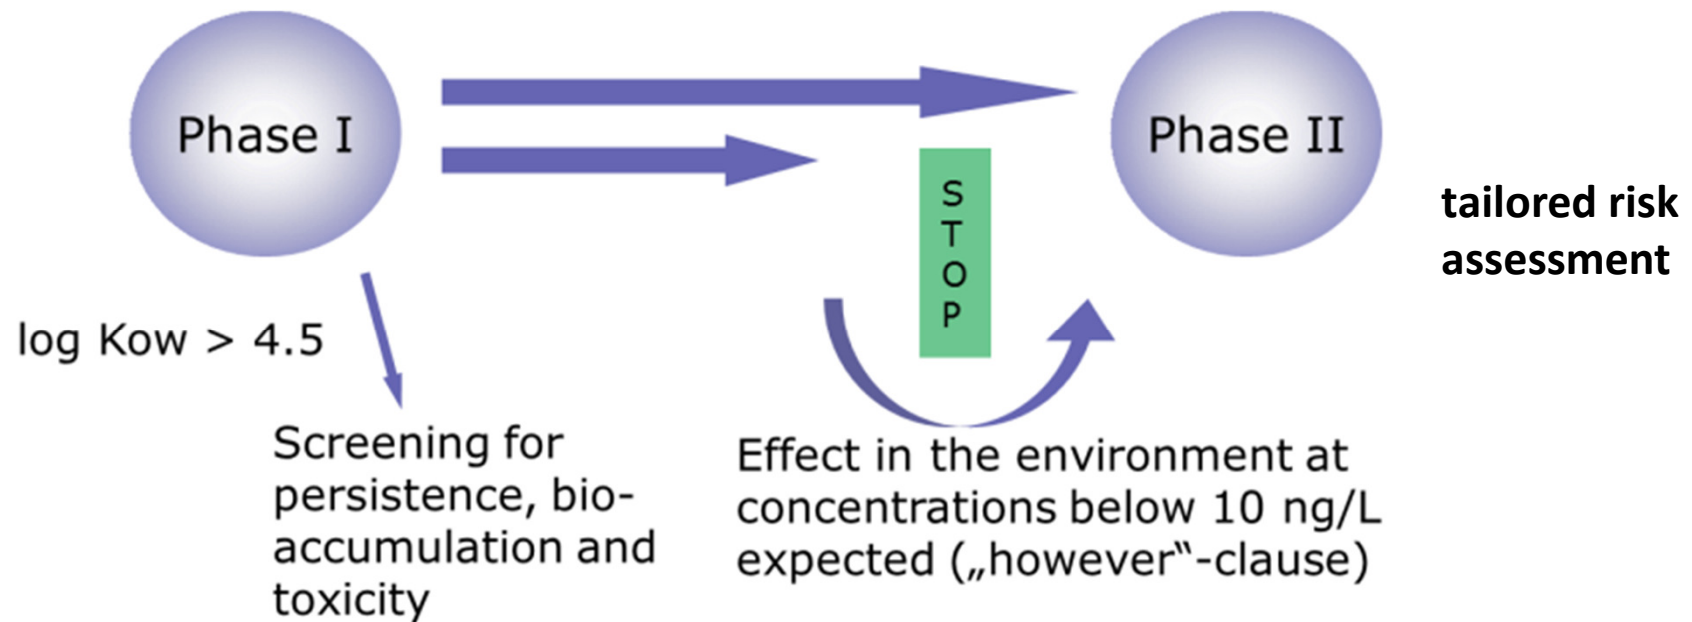 Phase I
Phase II
S
T
O
P
tailored risk
assessment
log Kow > 4.5
Screening for
persistence, bio-
accumulation and
toxicity
Effect in the environment at
concentrations below 10 ng/L
expected („however‟-clause)